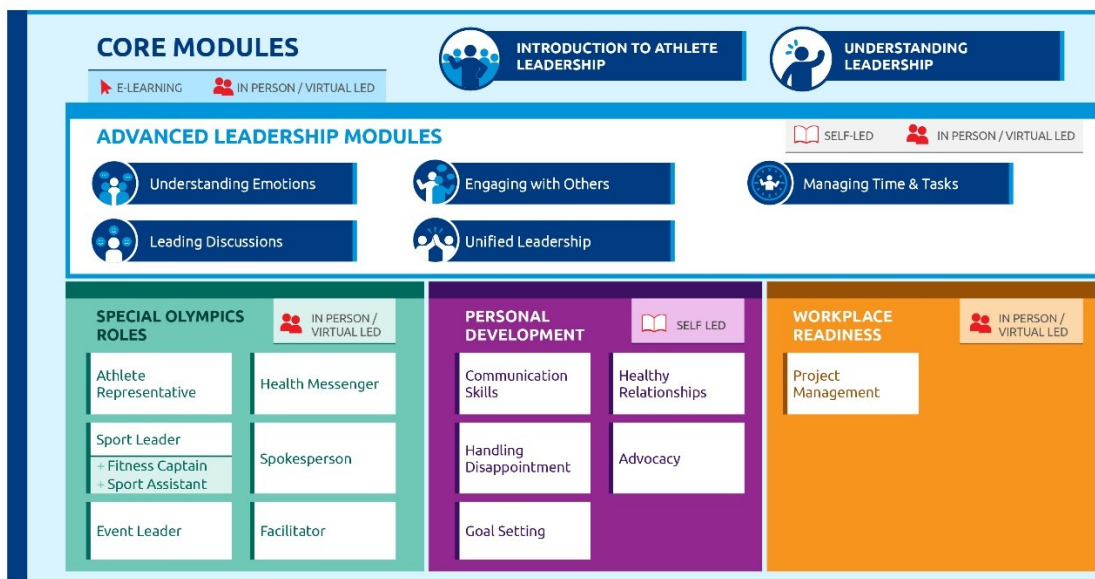 CORE MODULES
E-LEARNING
IN PERSON / VIRTUAL LED
INTRODUCTION TO ATHLETE
LEADERSHIP
UNDERSTANDING
LEADERSHIP
ADVANCED LEADERSHIP MODULES
SELF-LED
IN PERSON / VIRTUAL LED
Understanding Emotions
Engaging with Others
Managing Time & Tasks
Leading Discussions
Unified Leadership
SPECIAL OLYMPICS
ROLES
IN PERSON /
VIRTUAL LED
Athlete
Representative
Health Messenger
Sport Leader
+ Fitness Captain
+ Sport Assistant
Spokesperson
Event Leader
Facilitator
PERSONAL
DEVELOPMENT
SELF LED
Communication
Skills
Healthy
Relationships
Handling
Disappointment
Advocacy
Goal Setting
WORKPLACE
READINESS
IN PERSON /
VIRTUAL LED
Project
Management